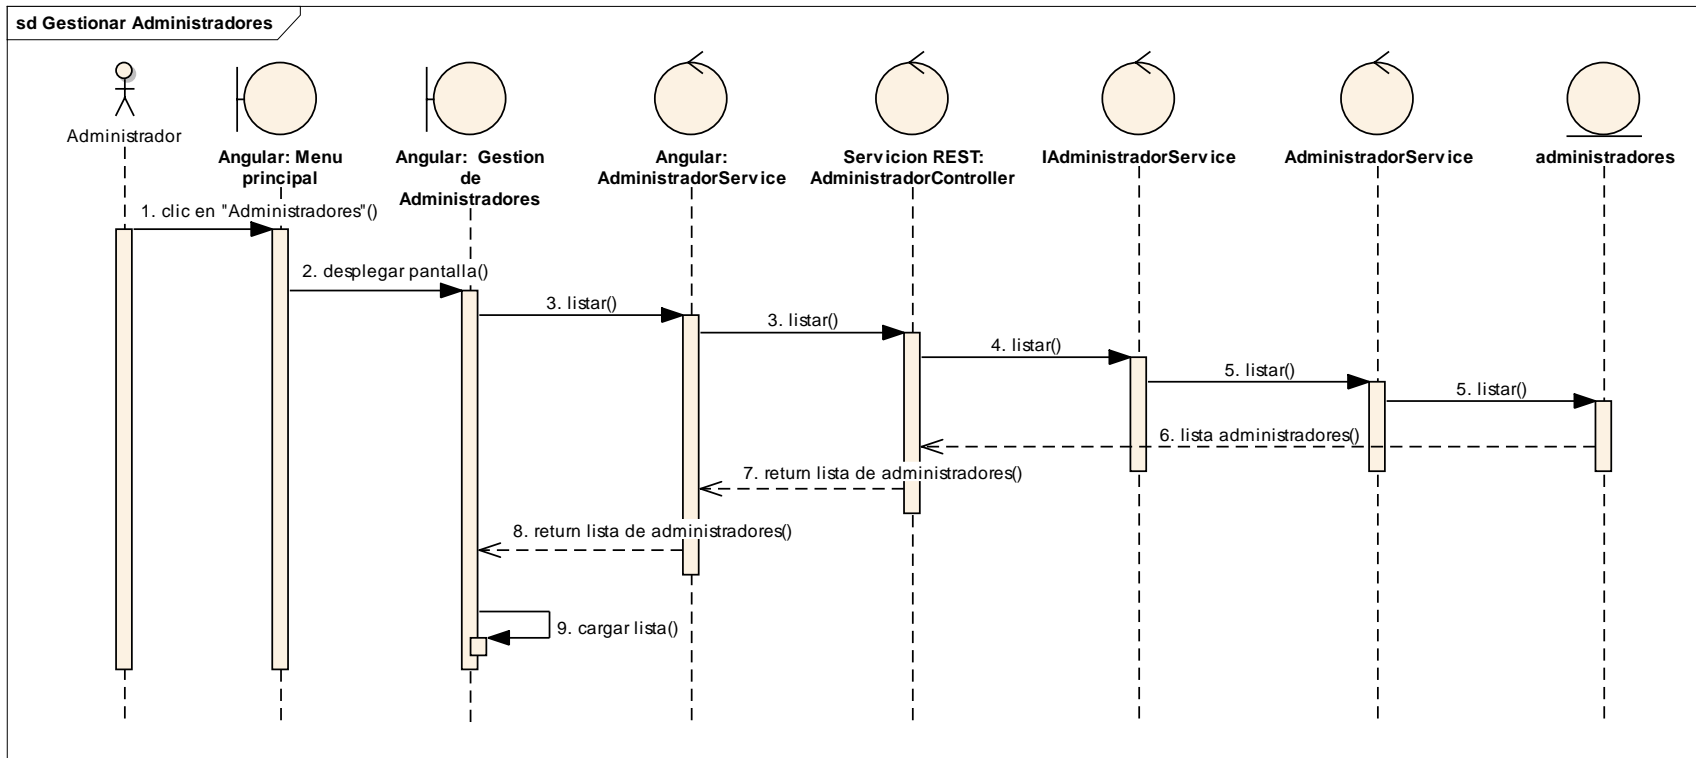 sd Gestionar Administradores
Administrador
Angular: Menu
principal
Angular:  Gestion
de
Administradores
Angular:
AdministradorService
Servicion REST:
AdministradorController
IAdministradorService
AdministradorService
administradores
1. clic en "Administradores"()
2. desplegar pantalla()
3. listar()
3. listar()
4. listar()
5. listar()
5. listar()
6. lista administradores()
7. return lista de administradores()
8. return lista de administradores()
9. cargar lista()